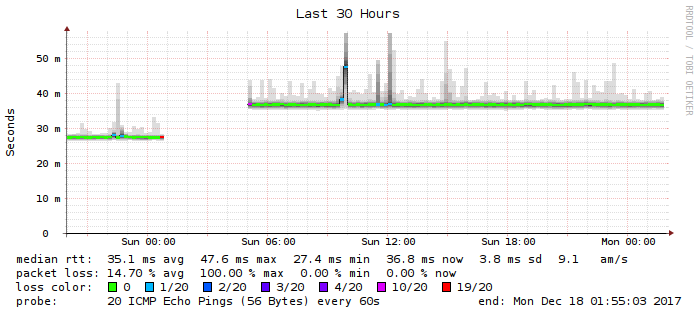 Last 30 Hours
RRDTOOL / TOBI OETIKER
Seconds
50 m
40 m
30 m
20 m
10 m
0
Sun 00:00 Sun 06:00 Sun 12:00 Sun 18:00 Mon 00:00
median rtt: 35.1 ms avg 47.6 ms max 27.4 ms min 36.8 ms now 3.8 ms sd 9.1 am/s
packet loss: 14.70 % avg 100.00 % max 0.00 % min 0.00 % now
loss color: 0 1/20 2/20 3/20 4/20 10/20 19/20
probe: 20 ICMP Echo Pings (56 Bytes) every 60s end: Mon Dec 18 01:55:03 2017